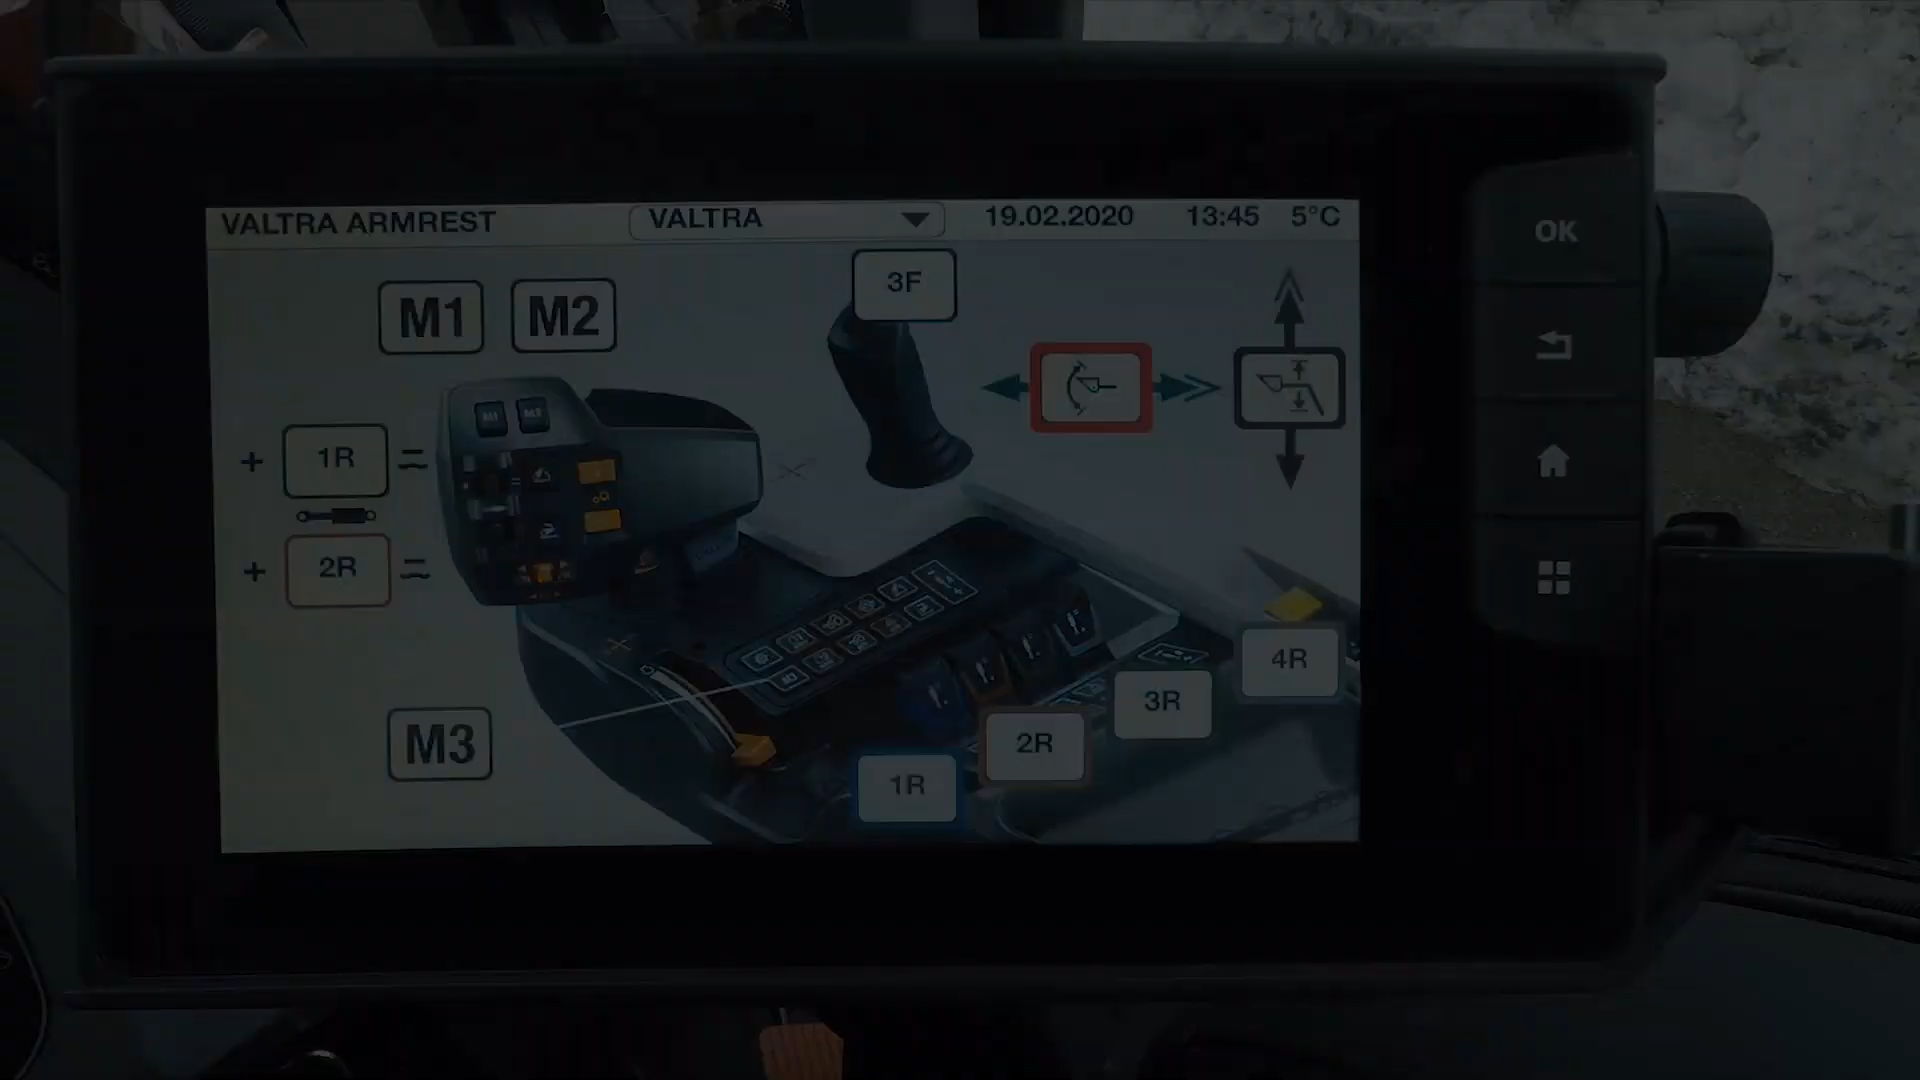 VALTRA ARMREST VALTRA 19.02.2020 13:45 5°C
OK
3F
M1 M2
+ 1R =
+ 2R =
4R
3R
2R
M3
1R